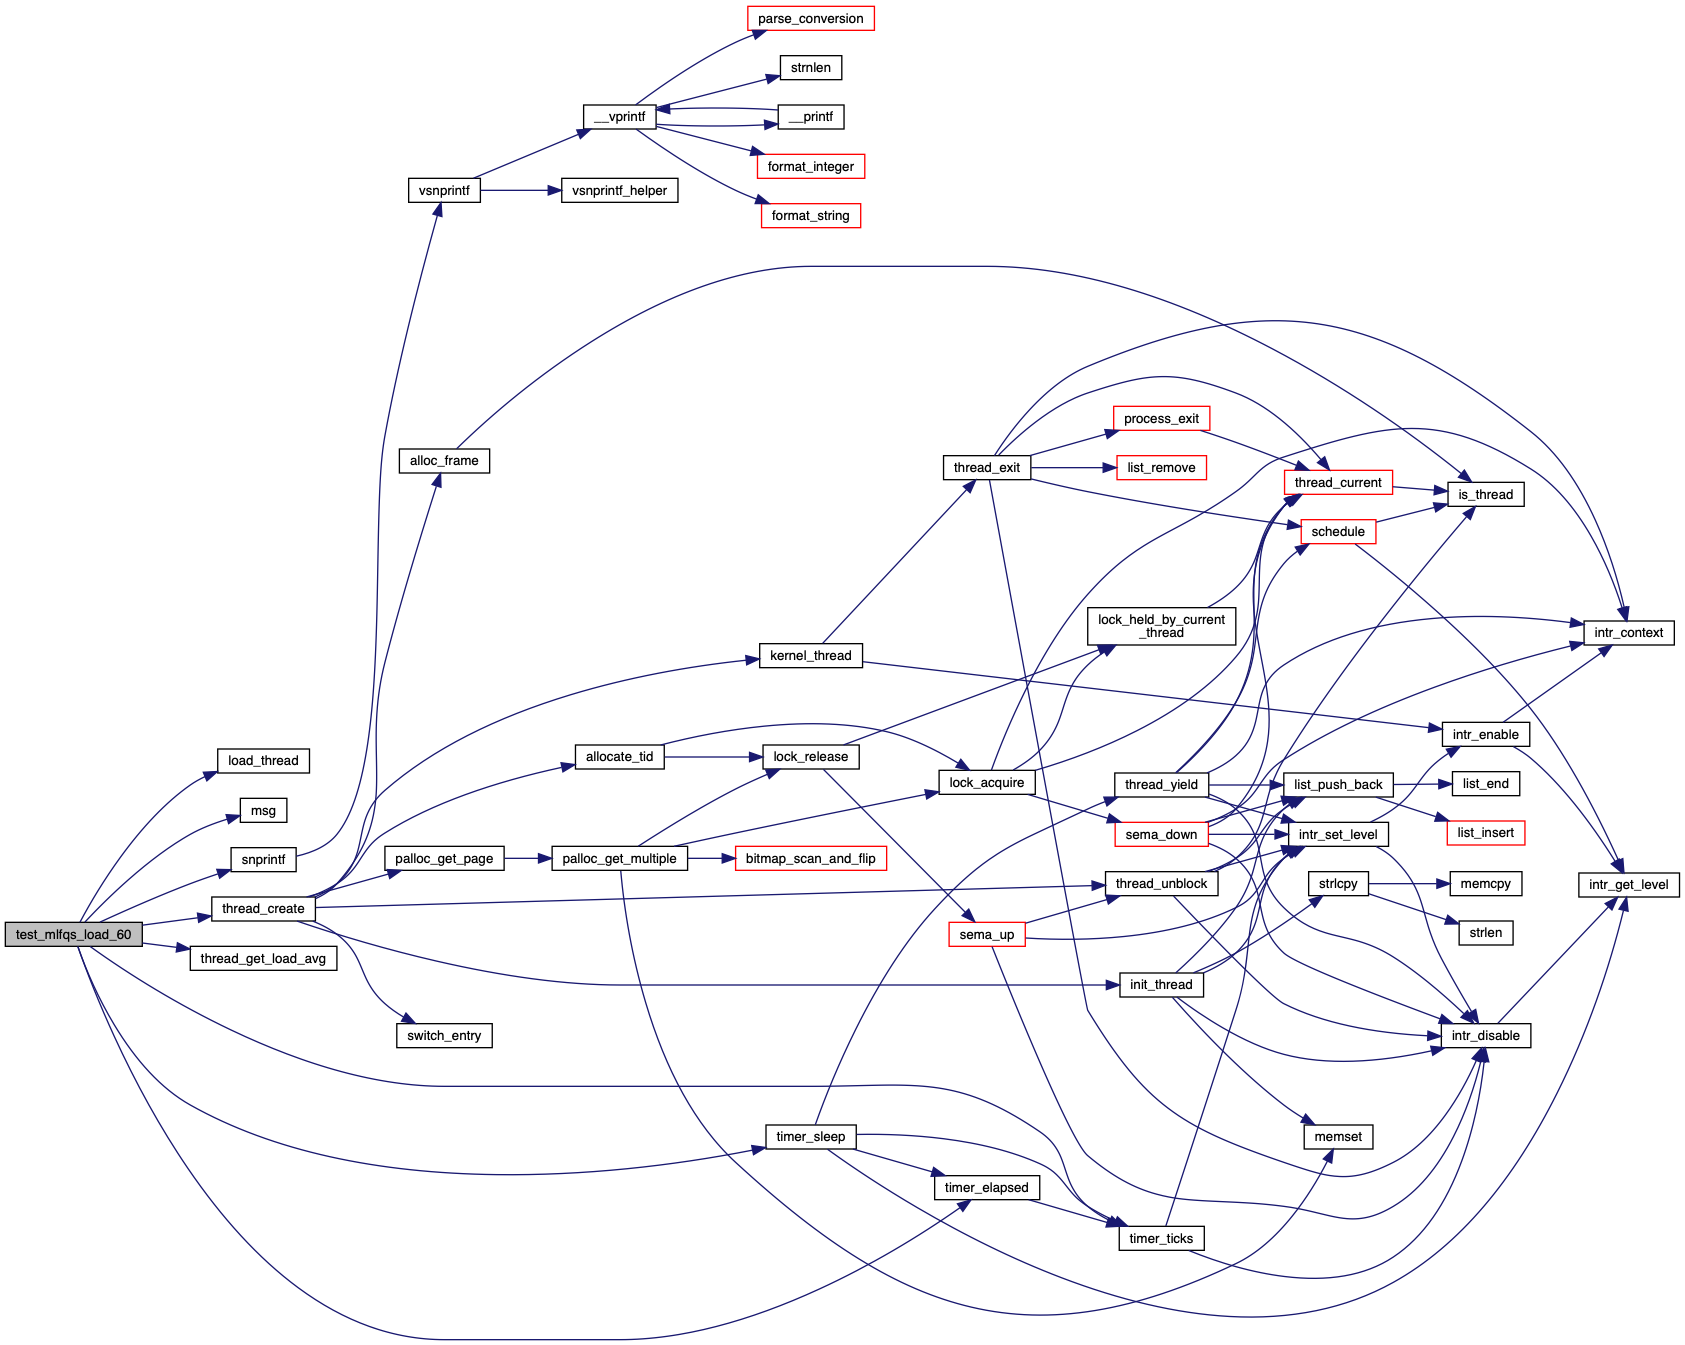 parse_conversion
strnlen
__vprintf
__printf
format_integer
vsnprintf
vsnprintf_helper
format_string
process_exit
alloc_frame
thread_exit
list_remove
thread_current
is_thread
schedule
lock_held_by_current
_thread
intr_context
kernel_thread
intr_enable
load_thread
allocate_tid
lock_release
lock_acquire
thread_yield
list_push_back
list_end
msg
sema_down
intr_set_level
list_insert
snprintf
palloc_get_page
palloc_get_multiple
bitmap_scan_and_flip
thread_unblock
strlcpy
memcpy
intr_get_level
thread_create
test_mlfqs_load_60
sema_up
strlen
thread_get_load_avg
init_thread
switch_entry
intr_disable
timer_sleep
memset
timer_elapsed
timer_ticks